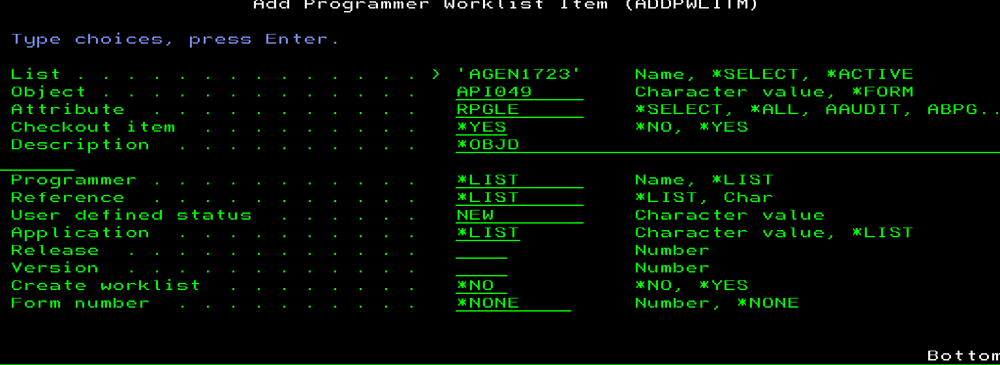 Add Programmer Worklist Item (ADDPWLITM)
Type choices, press Enter.
List . . . . . . . . . . . . . . > 'AGEN1723' Name, *SELECT, *ACTIVE
Object . . . . . . . . . . . . . API049 Character value, *FORM
Attribute . . . . . . . . . . . RPGLE *SELECT, *ALL, AAUDIT, ABPG...
Checkout item . . . . . . . . . *YES *NO, *YES
Description . . . . . . . . . . *OBJD
Programmer . . . . . . . . . . . *LIST Name, *LIST
Reference . . . . . . . . . . . *LIST *LIST, Char
User defined status . . . . . . NEW Character value
Application . . . . . . . . . . *LIST Character value, *LIST
Release . . . . . . . . . . . . Number
Version . . . . . . . . . . . . Number
Create worklist . . . . . . . . *NO *NO, *YES
Form number . . . . . . . . . . *NONE Number, *NONE
Bottom